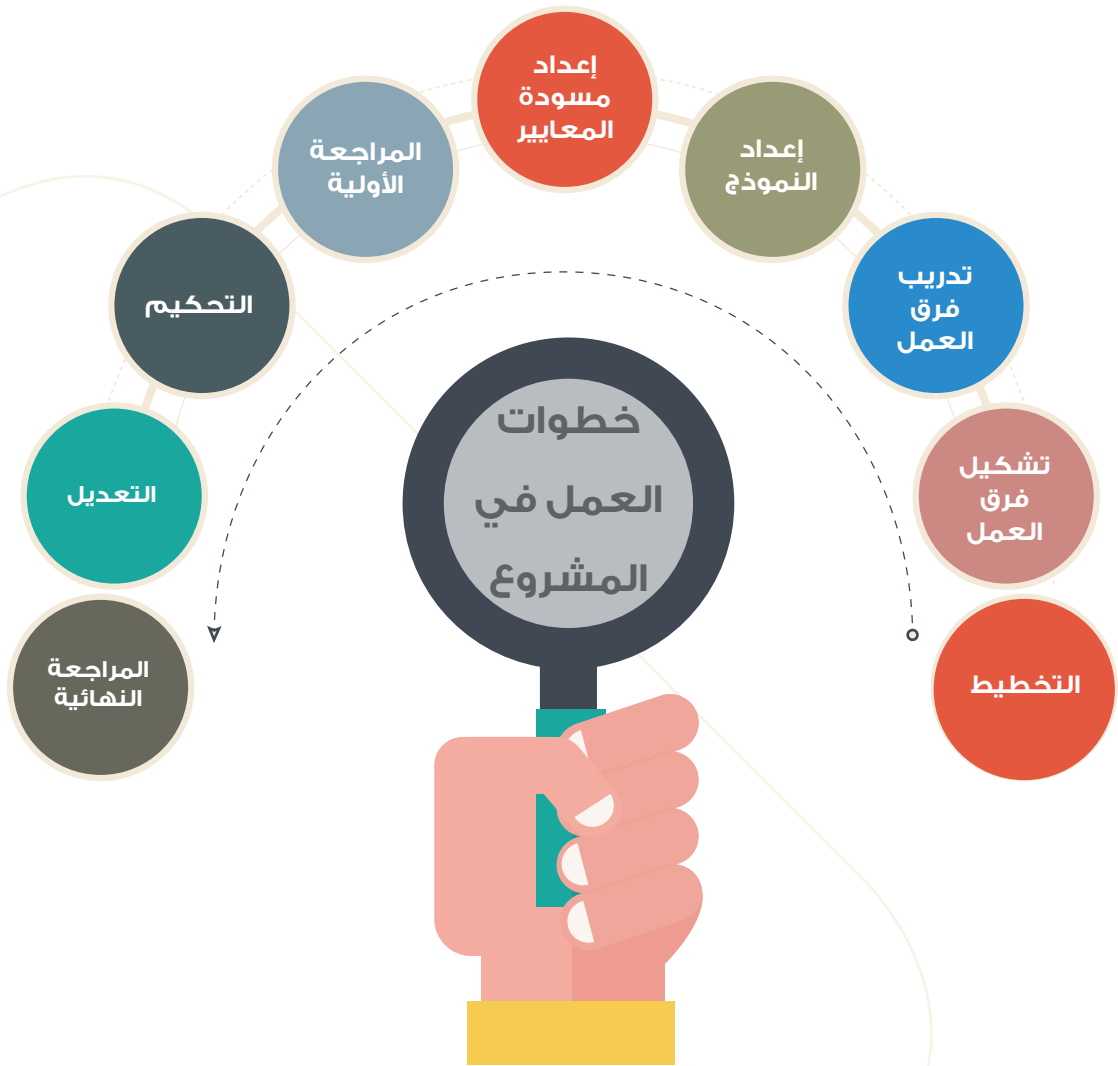 خطوات
العمل في
المشروع
التخطيط
تشكيل
فرق
العمل
تدريب
فرق
العمل
إعداد
النموذج
إعداد
مسودة
المعايير
المراجعة
الأولية
التحكيم
التعديل
المراجعة
النهائية